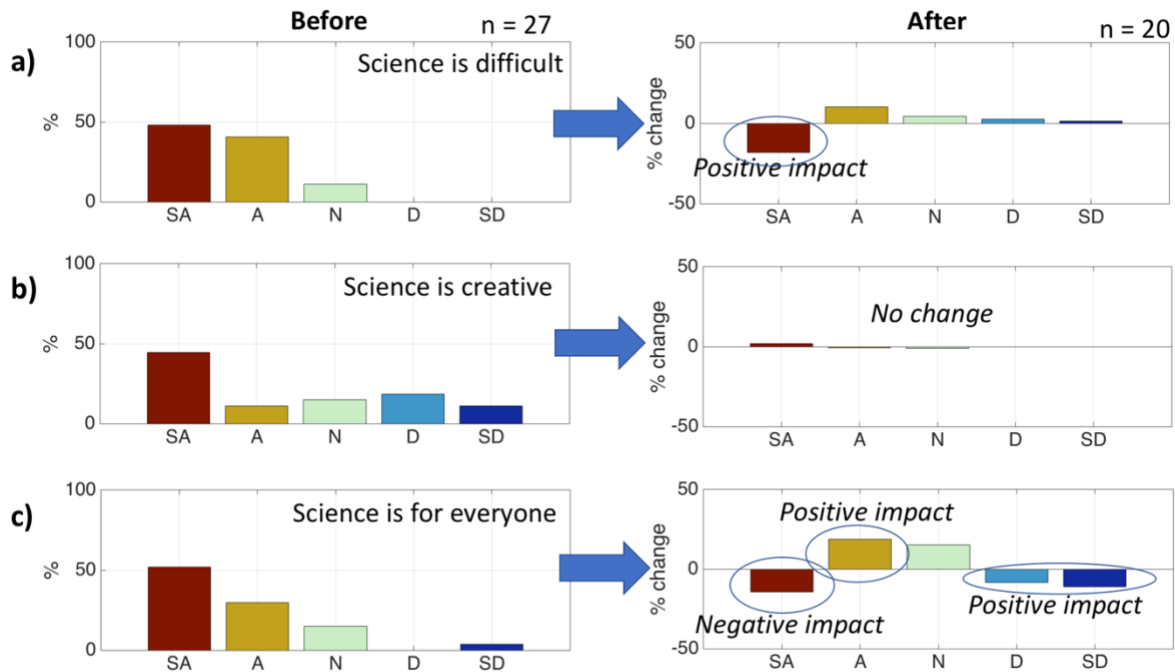 Before
n = 27
After
n = 20
a)
100
50
0
%
Science is difficult
SA A N D SD
50
0
-50
% change
Positive impact
SA A N D SD
b)
100
50
0
%
Science is creative
SA A N D SD
50
0
-50
% change
No change
SA A N D SD
c)
100
50
0
%
Science is for everyone
SA A N D SD
50
0
-50
% change
Positive impact
Negative impact
Positive impact
SA A N D SD